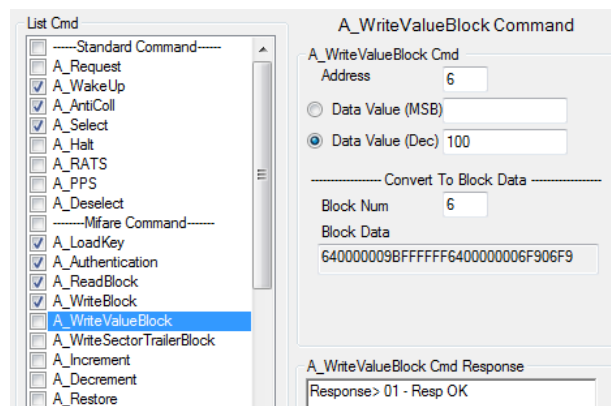 List Cmd
------Standard Command------
A_Request
A_WakeUp
A_AntiColl
A_Select
A_Halt
A_RATS
A_PPS
A_Deselect
--------Mifare Command-------
A_LoadKey
A_Authentication
A_ReadBlock
A_WriteBlock
A_WriteValueBlock
A_WriteSectorTrailerBlock
A_Increment
A_Decrement
A_Restore
A_WriteValueBlock Command
A_WriteValueBlock Cmd
Address 6
Data Value (MSB)
Data Value (Dec) 100
------------------ Convert To Block Data ------------------
Block Num 6
Block Data
640000009BFFFFFF6400000006F906F9
A_WriteValueBlock Cmd Response
Response> 01 - Resp OK